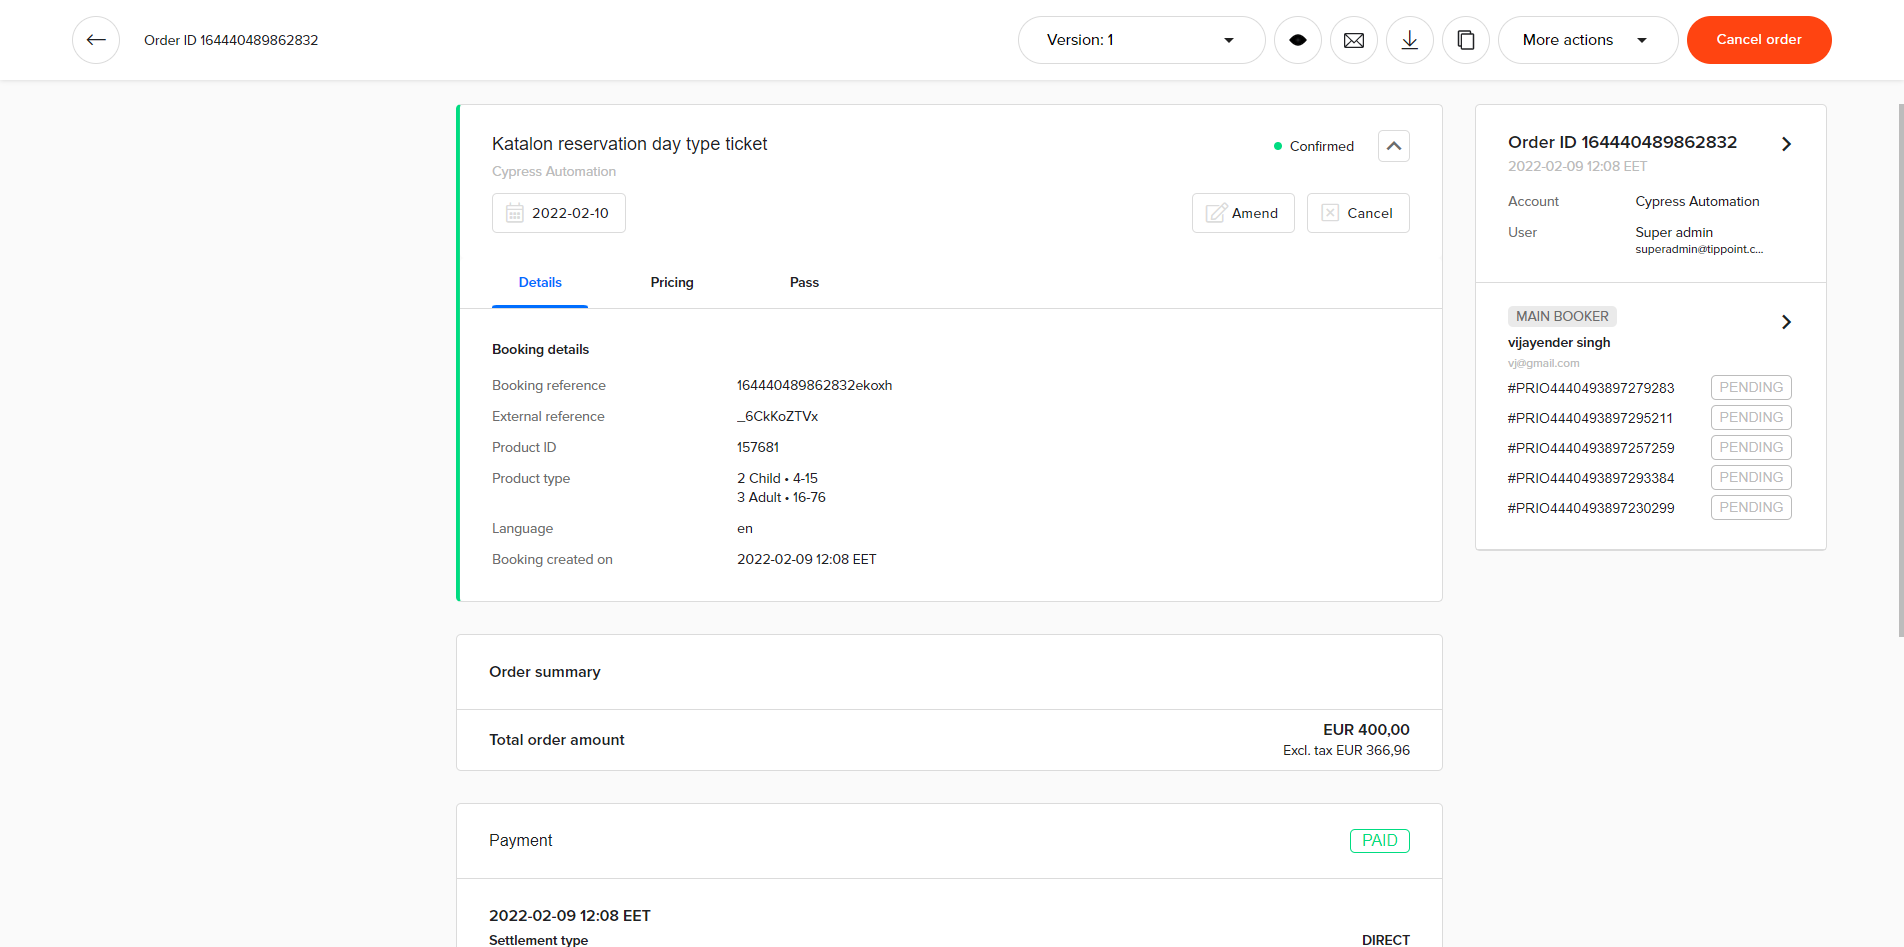 Order ID 164440489862832
Version: 1
More actions
Cancel order
Katalon reservation day type ticket
Confirmed
Cypress Automation
2022-02-10
Amend
Cancel
Details
Pricing
Pass
Booking details
Booking reference 164440489862832ekoxh
External reference _6CkKoZTVx
Product ID 157681
Product type 2 Child • 4-15
3 Adult • 16-76
Language en
Booking created on 2022-02-09 12:08 EET
Order summary
Total order amount EUR 400,00
Excl. tax EUR 366,96
Payment PAID
2022-02-09 12:08 EET
Settlement type DIRECT
Order ID 164440489862832
2022-02-09 12:08 EET
Account Cypress Automation
User Super admin
superadmin@tippoint.c...
MAIN BOOKER
vijayender singh
vj@gmail.com
#PRIO4440493897279283 PENDING
#PRIO4440493897295211 PENDING
#PRIO4440493897257259 PENDING
#PRIO4440493897293384 PENDING
#PRIO4440493897230299 PENDING